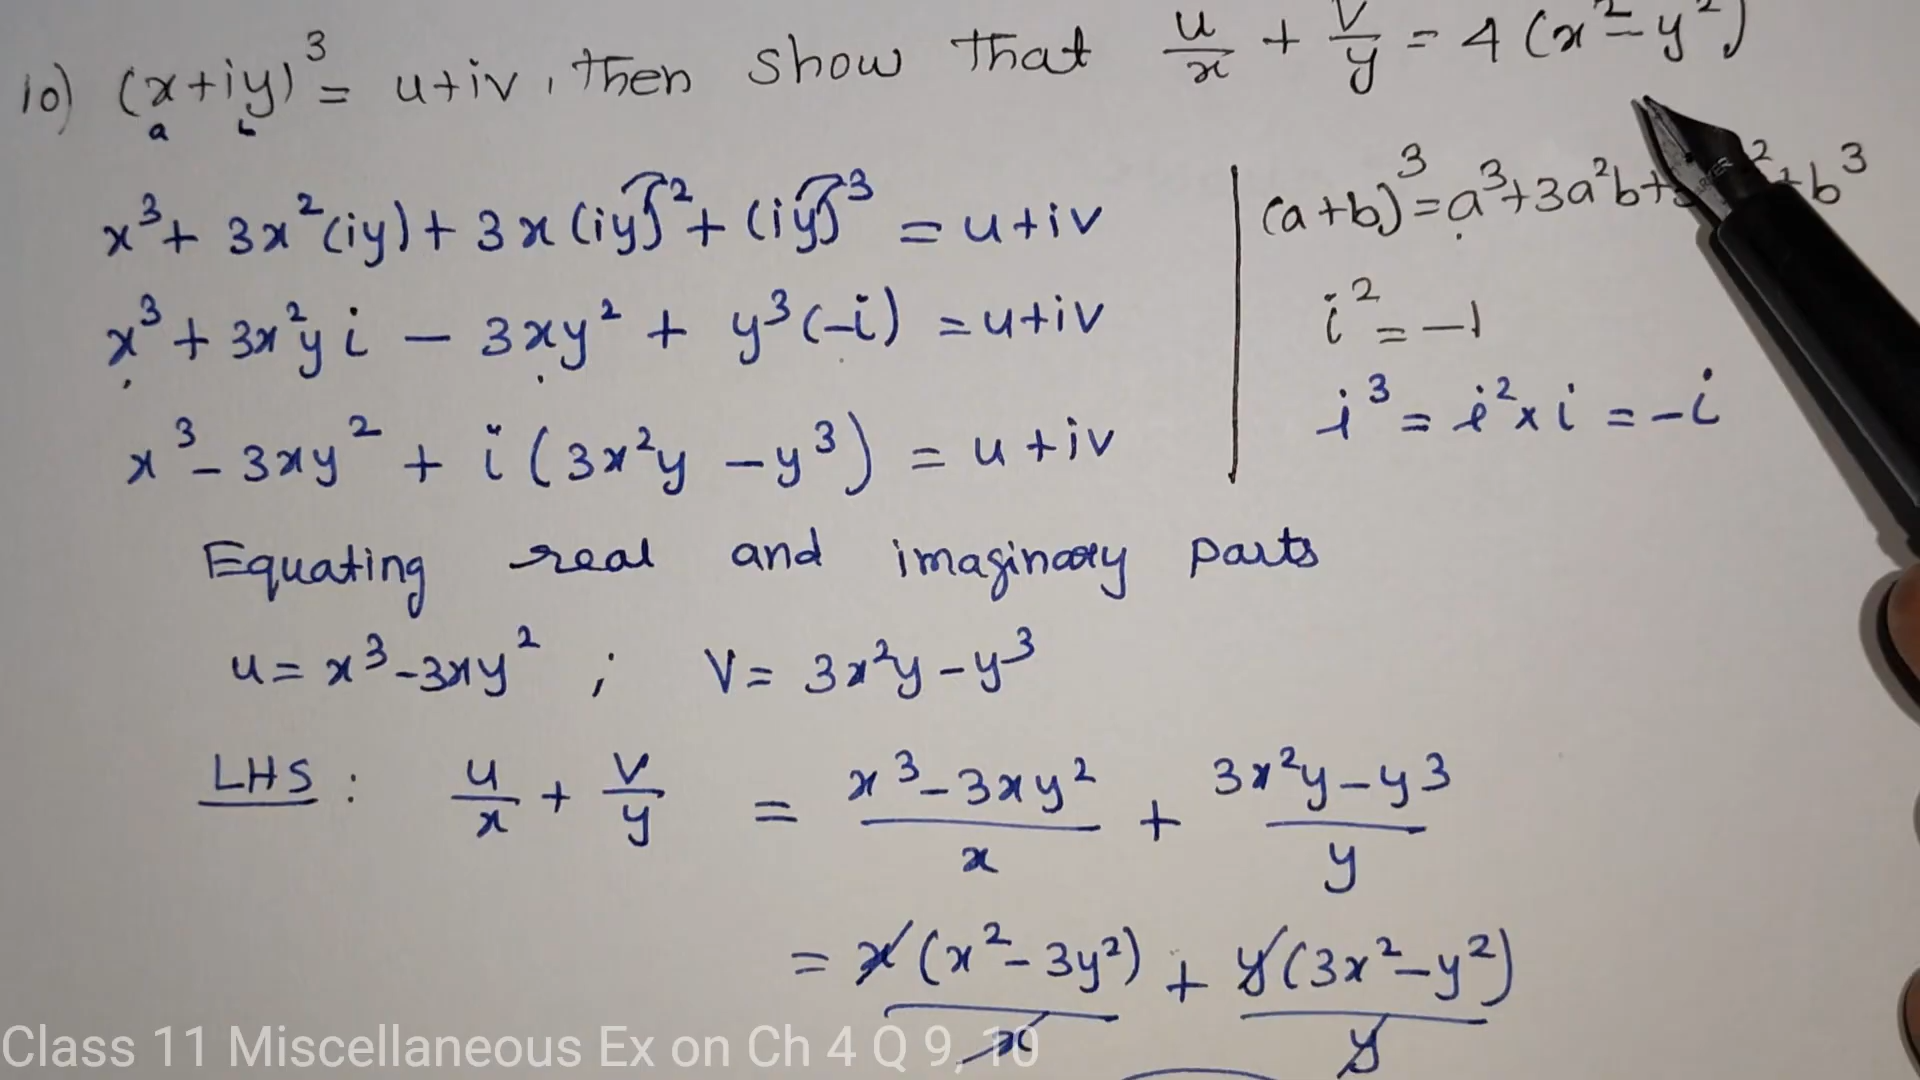 10) (x+iy)³ = u+iv, then show that u/x + v/y = 4(x²-y²)
a b
x³+ 3x²(iy)+ 3x(iy)²+ (iy)³ = u+iv
x³+ 3x²yi - 3xy² + y³(-i) = u+iv
x³- 3xy² + i(3x²y - y³) = u+iv
(a+b)³=a³+3a²b+ ² +b³
i² = -1
i³ = i²×i = -i
Equating real and imaginary parts
u= x³-3xy² ; V= 3x²y-y³
LHS : u/x + v/y = x³-3xy²/x + 3x²y-y³/y
= x(x²-3y²)/x + y(3x²-y²)/y
Class 11 Miscellaneous Ex on Ch 4 Q 9, 10